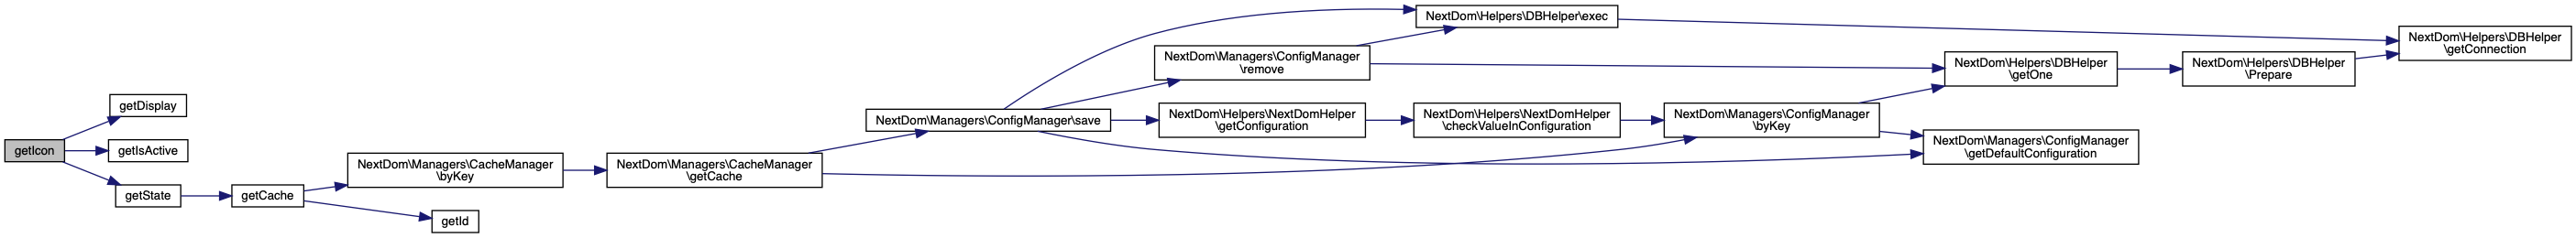 getIcon
getDisplay
getIsActive
getState
getCache
NextDom\Managers\CacheManager
\byKey
getId
NextDom\Managers\CacheManager
\getCache
NextDom\Managers\ConfigManager\save
NextDom\Helpers\DBHelper\exec
NextDom\Managers\ConfigManager
\remove
NextDom\Helpers\NextDomHelper
\getConfiguration
NextDom\Helpers\NextDomHelper
\checkValueInConfiguration
NextDom\Managers\ConfigManager
\byKey
NextDom\Helpers\DBHelper
\getOne
NextDom\Managers\ConfigManager
\getDefaultConfiguration
NextDom\Helpers\DBHelper
\Prepare
NextDom\Helpers\DBHelper
\getConnection